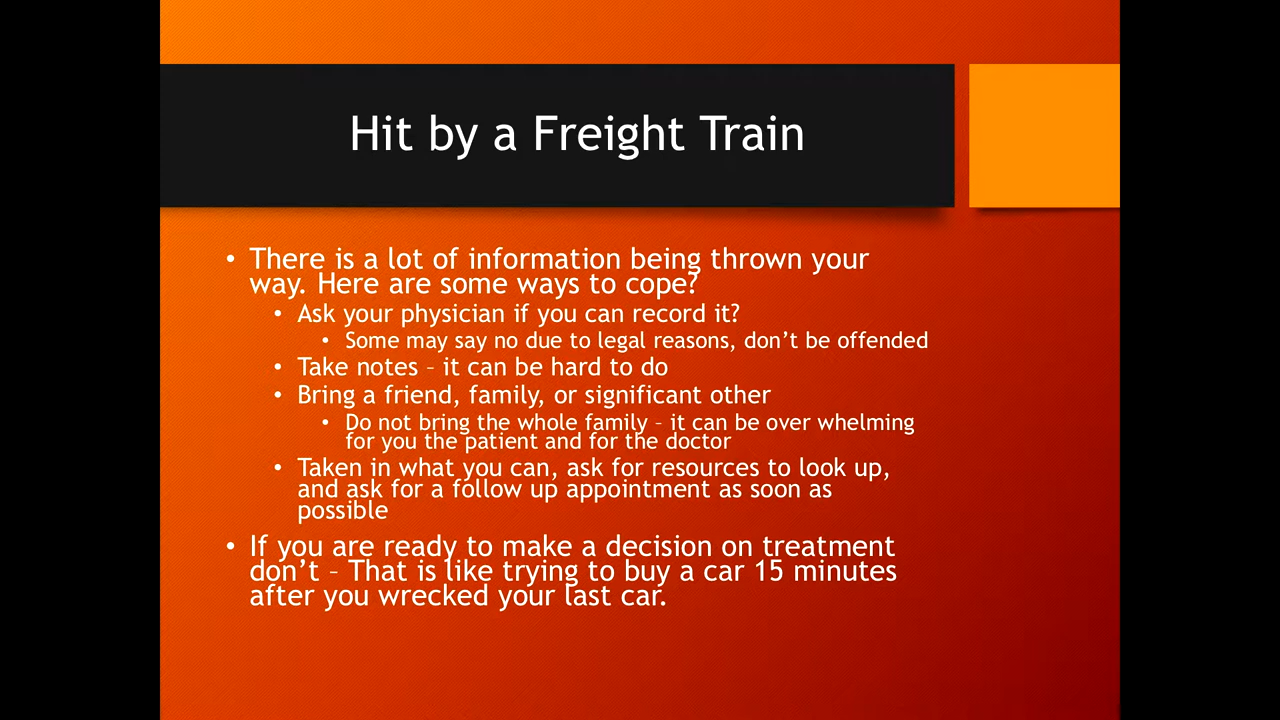 Hit by a Freight Train
• There is a lot of information being thrown your
way. Here are some ways to cope?
• Ask your physician if you can record it?
• Some may say no due to legal reasons, don’t be offended
• Take notes – it can be hard to do
• Bring a friend, family, or significant other
• Do not bring the whole family – it can be over whelming
for you the patient and for the doctor
• Taken in what you can, ask for resources to look up,
and ask for a follow up appointment as soon as
possible
• If you are ready to make a decision on treatment
don’t – That is like trying to buy a car 15 minutes
after you wrecked your last car.